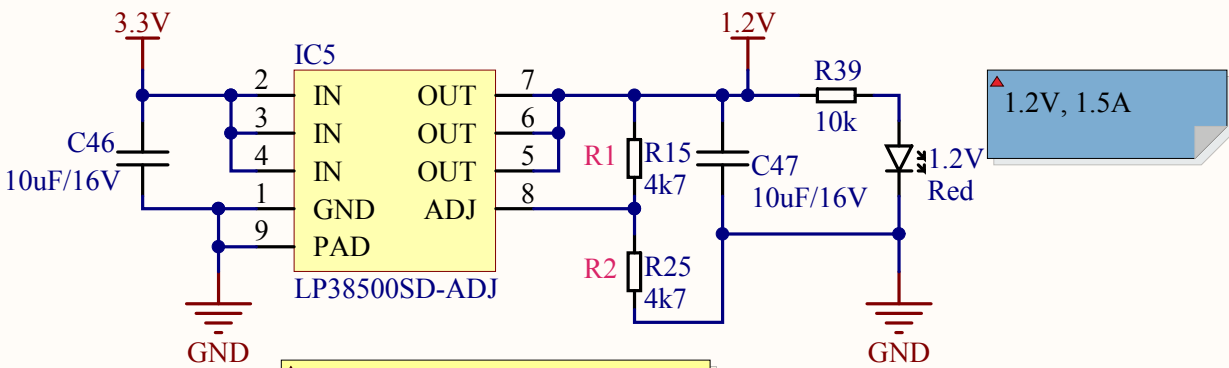 3.3V
1.2V
IC5
2
IN
OUT
7
R39
10k
1.2V, 1.5A
3
IN
OUT
6
C46
10uF/16V
4
IN
OUT
5
R1
R15
4k7
C47
10uF/16V
1.2V
Red
1
GND
ADJ
8
9
PAD
R2
R25
4k7
LP38500SD-ADJ
GND
GND